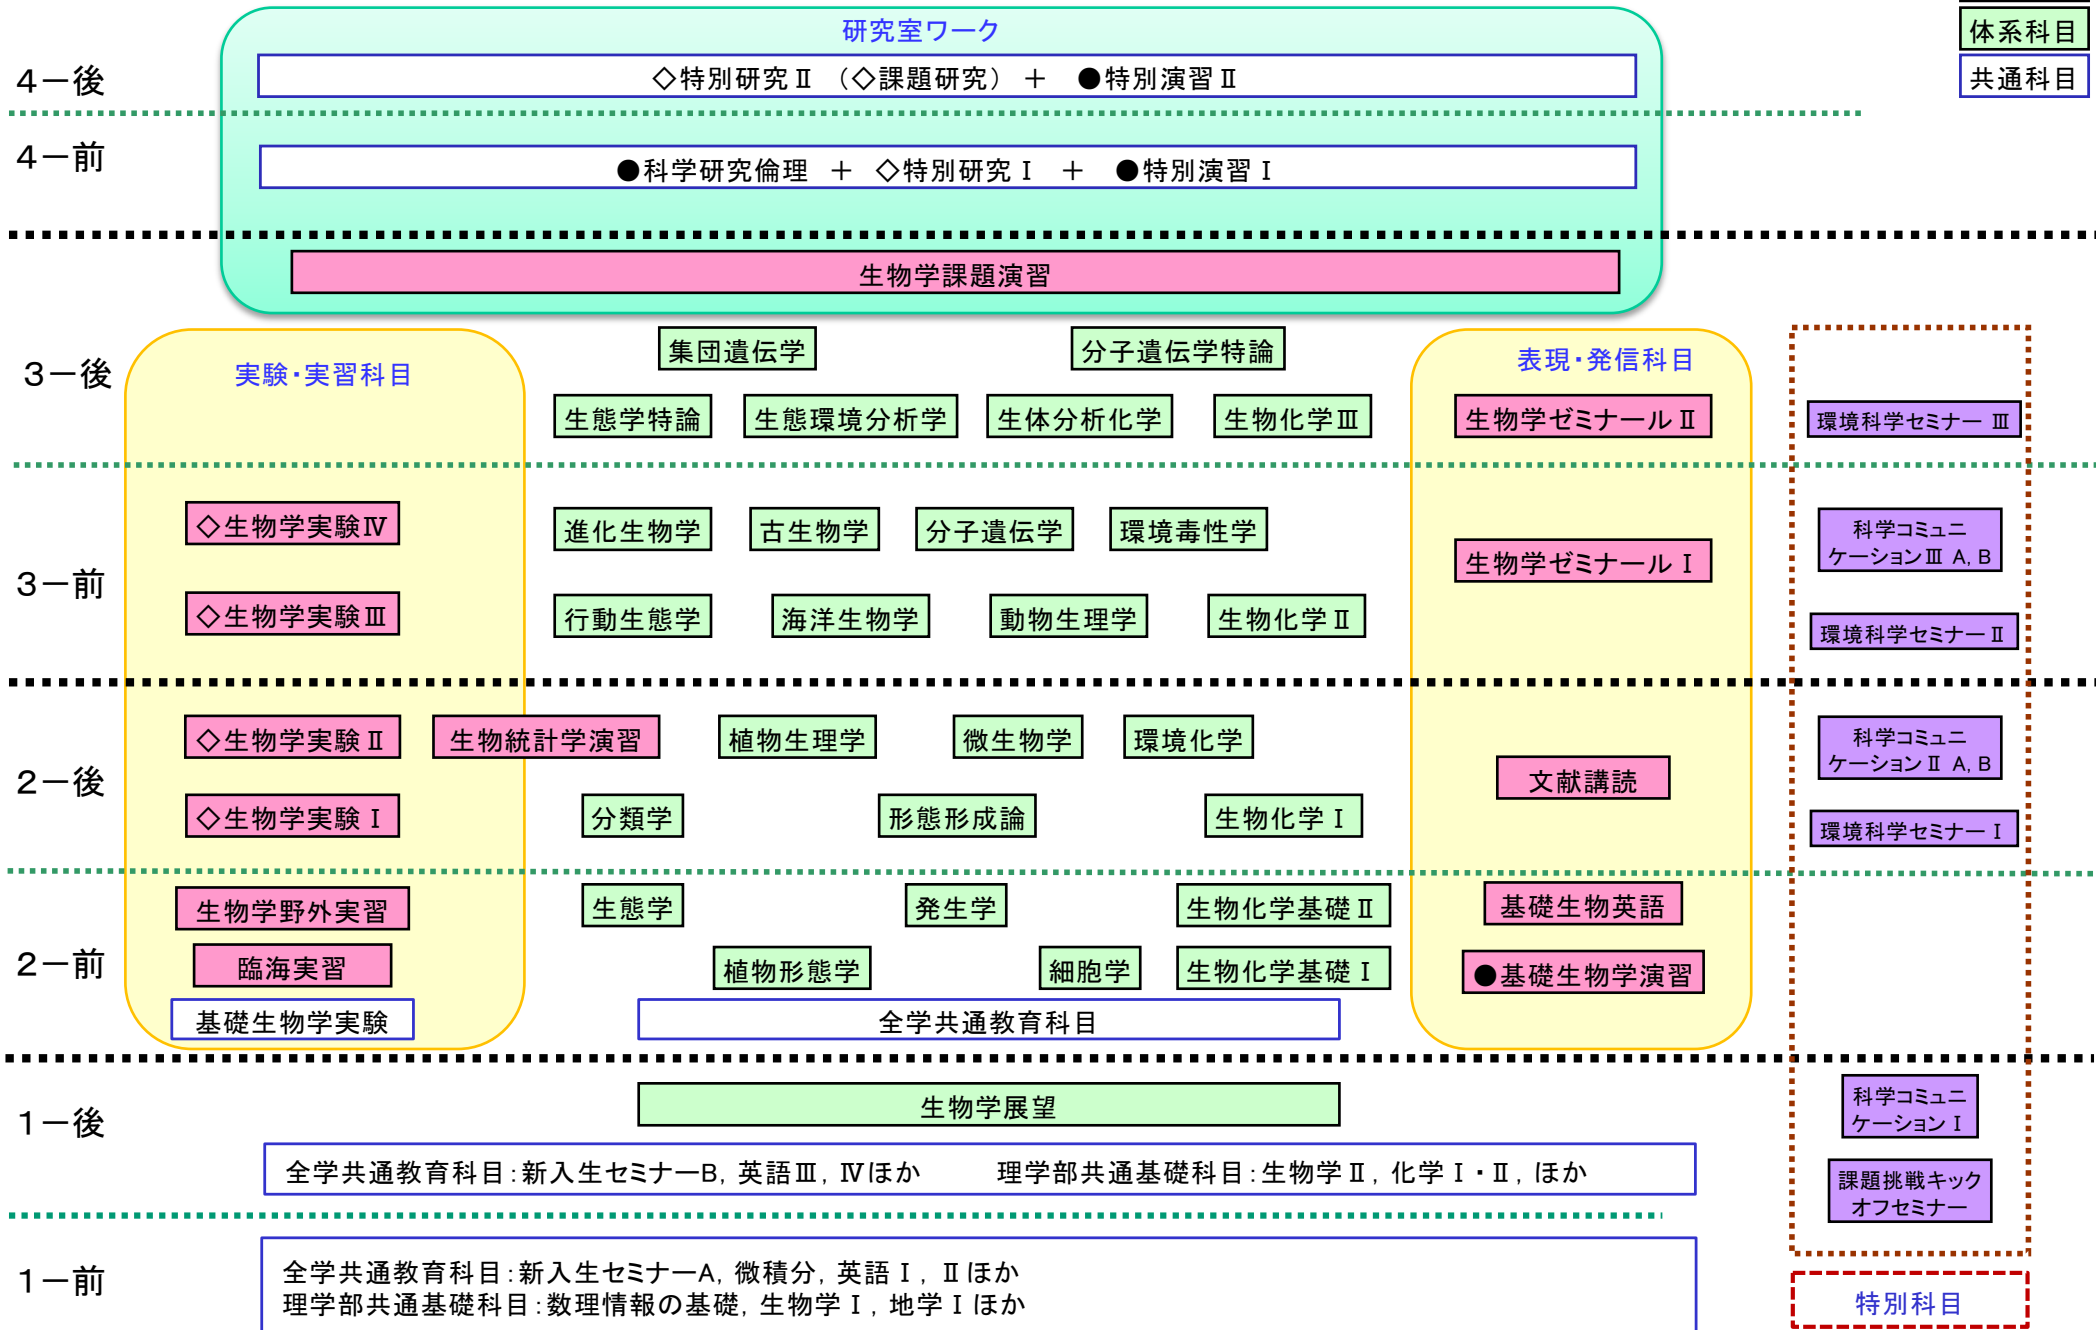 体系科目
共通科目
研究室ワーク
4－後
◇特別研究Ⅱ （◇課題研究） ＋ ●特別演習Ⅱ
4－前
●科学研究倫理 ＋ ◇特別研究Ⅰ ＋ ●特別演習Ⅰ
生物学課題演習
3－後
実験・実習科目
集団遺伝学
分子遺伝学特論
表現・発信科目
生態学特論
生態環境分析学
生体分析化学
生物化学Ⅲ
生物学ゼミナールⅡ
環境科学セミナー Ⅲ
3－前
◇生物学実験Ⅳ
進化生物学
古生物学
分子遺伝学
環境毒性学
生物学ゼミナールⅠ
科学コミュニ
ケーションⅢ A, B
◇生物学実験Ⅲ
行動生態学
海洋生物学
動物生理学
生物化学Ⅱ
環境科学セミナーⅡ
2－後
◇生物学実験Ⅱ
生物統計学演習
植物生理学
微生物学
環境化学
文献講読
科学コミュニ
ケーションⅡ A, B
◇生物学実験Ⅰ
分類学
形態形成論
生物化学Ⅰ
環境科学セミナーⅠ
2－前
生物学野外実習
生態学
発生学
生物化学基礎Ⅱ
基礎生物英語
臨海実習
植物形態学
細胞学
生物化学基礎Ⅰ
●基礎生物学演習
基礎生物学実験
全学共通教育科目
1－後
生物学展望
科学コミュニ
ケーションⅠ
全学共通教育科目：新入生セミナーB, 英語Ⅲ, Ⅳほか 理学部共通基礎科目：生物学Ⅱ, 化学Ⅰ・Ⅱ, ほか
課題挑戦キック
オフセミナー
1－前
全学共通教育科目：新入生セミナーA, 微積分, 英語Ⅰ, Ⅱほか
理学部共通基礎科目：数理情報の基礎, 生物学Ⅰ, 地学Ⅰほか
特別科目